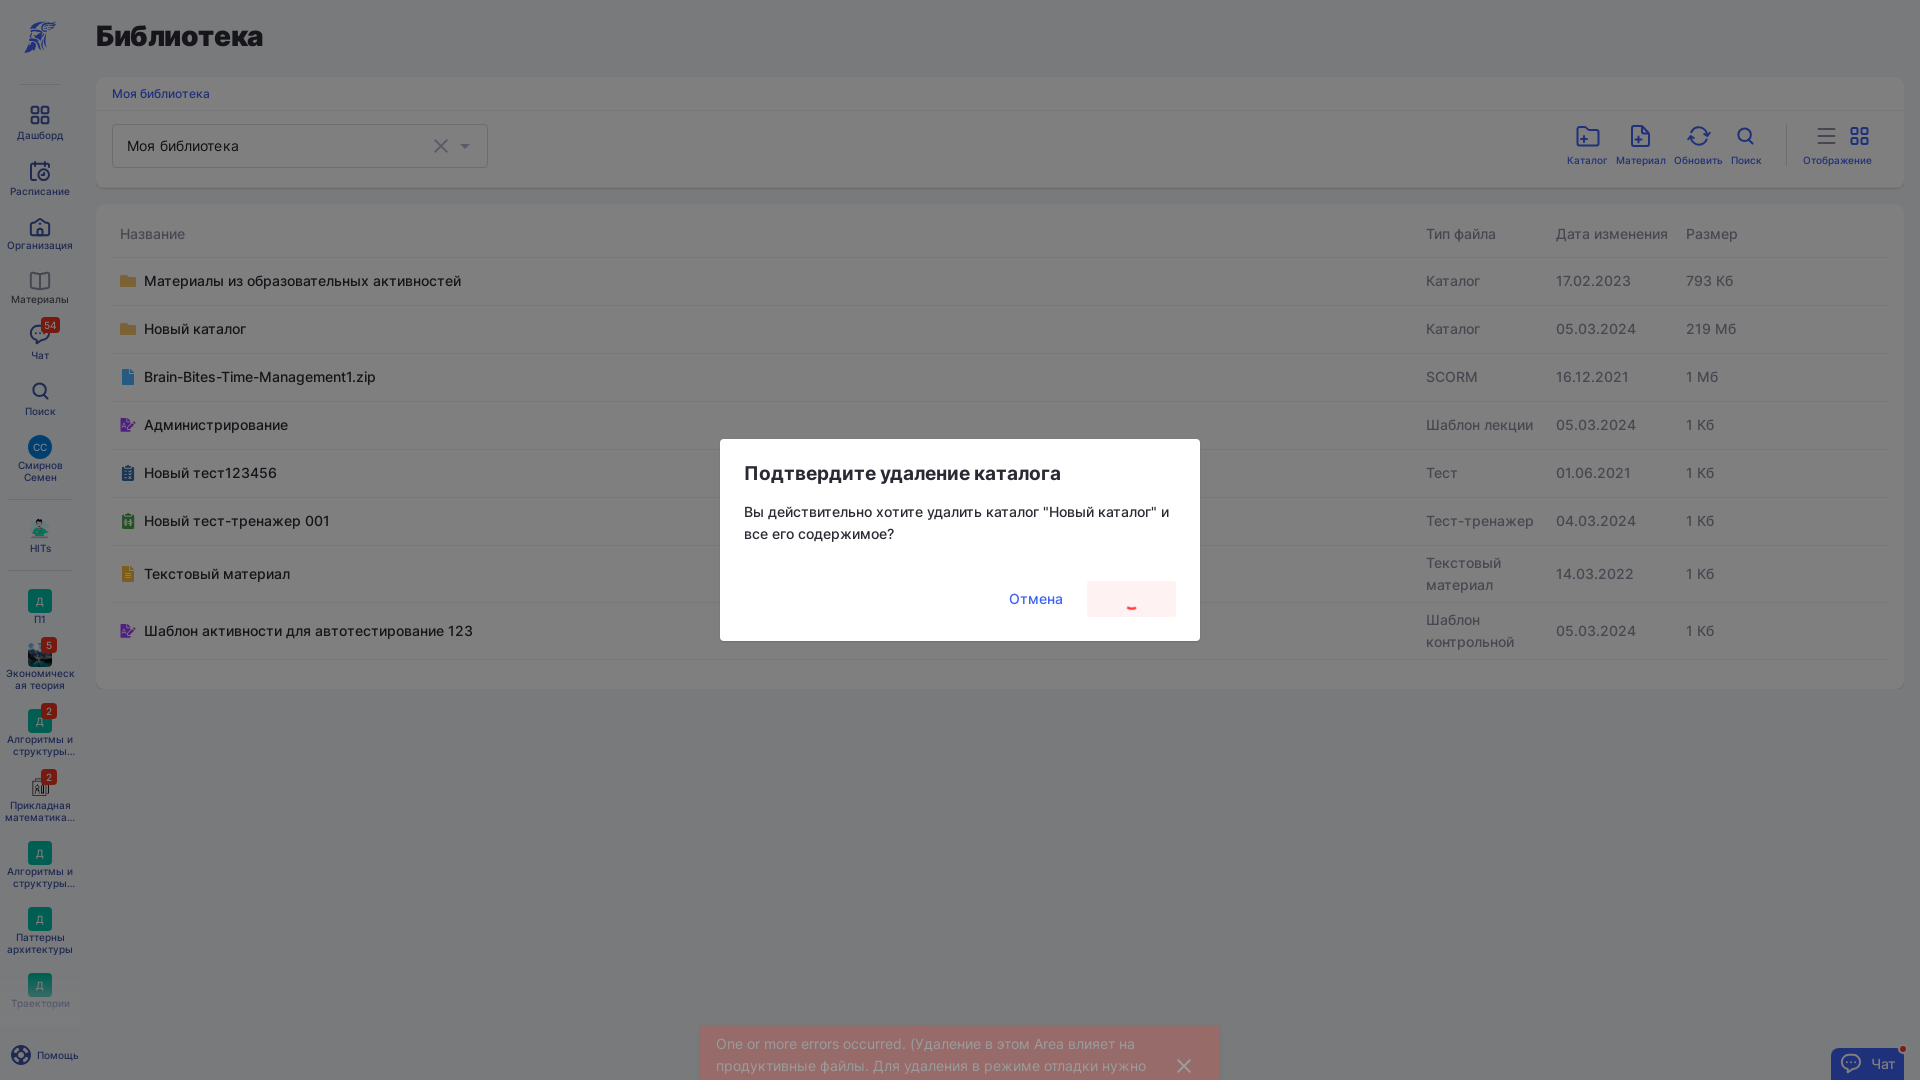 Библиотека
Моя библиотека
Моя библиотека
Каталог
Материал
Обновить
Поиск
Отображение
Название Тип файла Дата изменения Размер
Материалы из образовательных активностей Каталог 17.02.2023 793 Кб
Новый каталог Каталог 05.03.2024 219 Мб
Brain-Bites-Time-Management1.zip SCORM 16.12.2021 1 Мб
Администрирование Шаблон лекции 05.03.2024 1 Кб
Новый тест123456 Тест 01.06.2021 1 Кб
Новый тест-тренажер 001 Тест-тренажер 04.03.2024 1 Кб
Текстовый материал Текстовый
материал 14.03.2022 1 Кб
Шаблон активности для автотестирование 123 Шаблон
контрольной 05.03.2024 1 Кб
Подтвердите удаление каталога
Вы действительно хотите удалить каталог "Новый каталог" и
все его содержимое?
Отмена
Дашборд
Расписание
Организация
Материалы
54
Чат
Поиск
СС
Смирнов
Семен
HITs
Д
П1
5
Экономическ
ая теория
2
Д
Алгоритмы и
структуры...
2
Прикладная
математика...
Д
Алгоритмы и
структуры...
Д
Паттерны
архитектуры
Д
Траектории
Помощь
One or more errors occurred. (Удаление в этом Area влияет на
продуктивные файлы. Для удаления в режиме отладки нужно
Чат